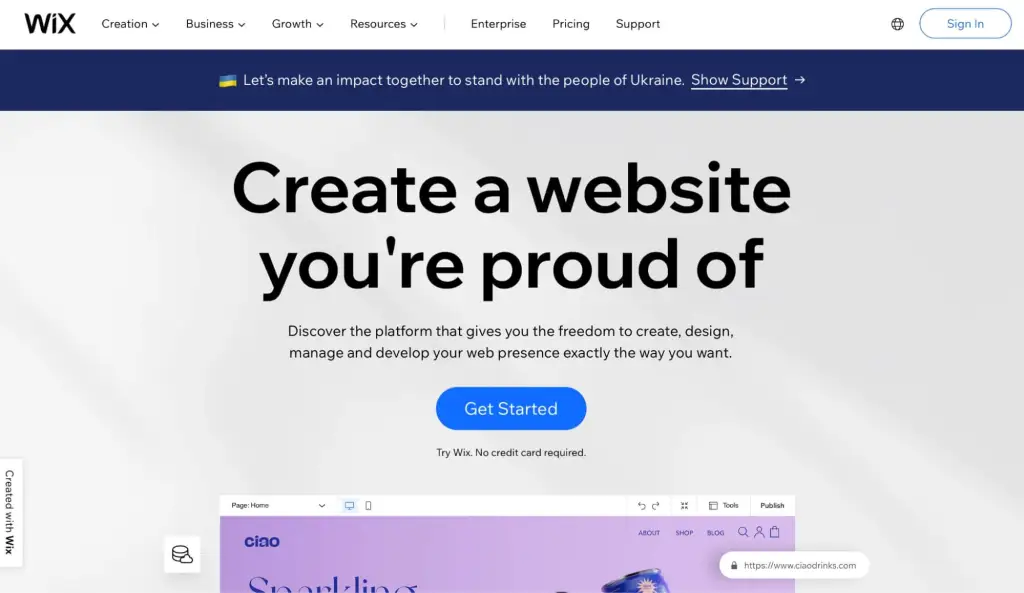 WiX
Creation
Business
Growth
Resources
Enterprise
Pricing
Support
Sign In
Let's make an impact together to stand with the people of Ukraine. Show Support →
Create a website
you're proud of
Discover the platform that gives you the freedom to create, design,
manage and develop your web presence exactly the way you want.
Get Started
Try Wix. No credit card required.
Created with Wix
Page: Home
Tools
Publish
ciao
ABOUT
SHOP
BLOG
https://www.ciaodrinks.com
Sparkling